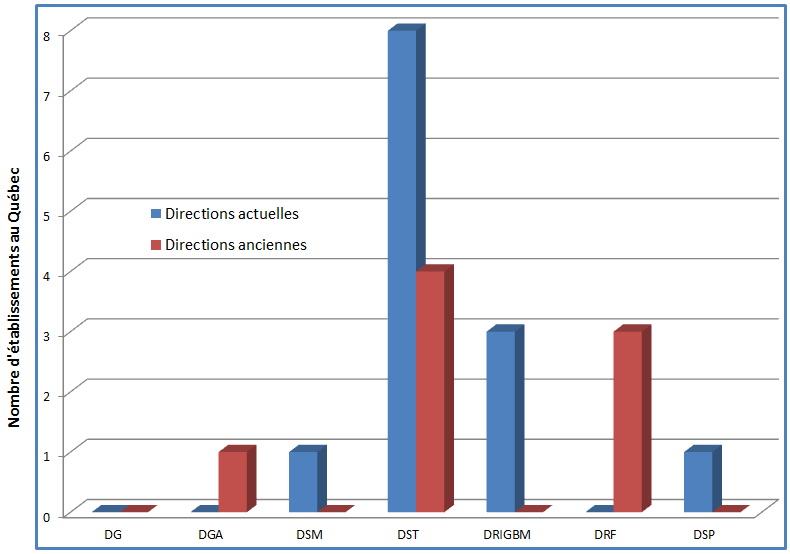 Nombre d'établissements au Québec
8
7
6
5
4
3
2
1
0
Directions actuelles
Directions anciennes
DG DGA DSM DST DRIGBM DRF DSP